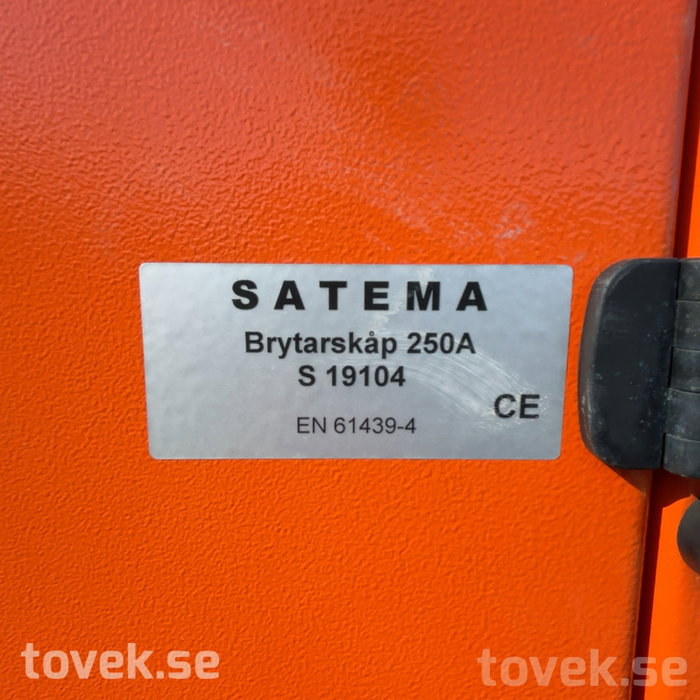 SATEMA
Brytarskåp 250A
S 19104
CE
EN 61439-4
tovek.se
tovek.se